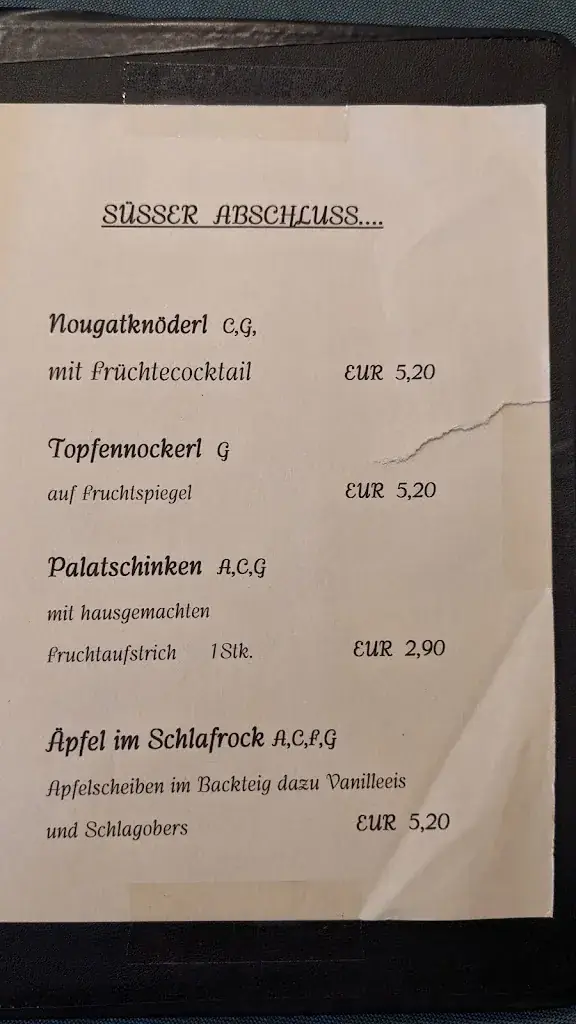 SÜSSER ABSCHLUSS....
Nougatknöderl C,G,
mit Früchtecocktail EUR 5,20
Topfennockerl G
auf Fruchtspiegel EUR 5,20
Palatschinken A,C,G
mit hausgemachten
Fruchtaufstrich 1Stk. EUR 2,90
Äpfel im Schlafrock A,C,F,G
Apfelscheiben im Backteig dazu Vanilleeis
und Schlagobers EUR 5,20